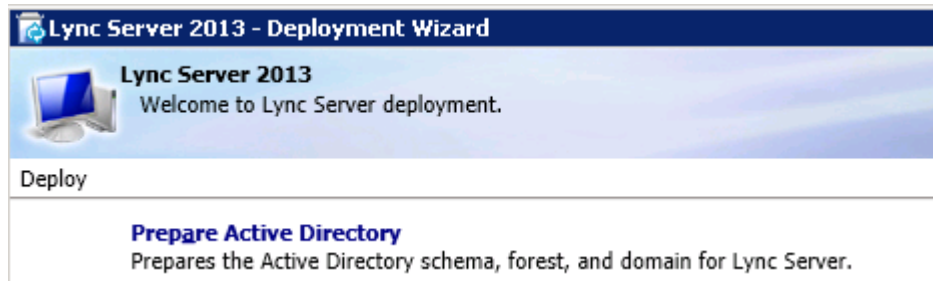 Lync Server 2013 - Deployment Wizard
Lync Server 2013
Welcome to Lync Server deployment.
Deploy
Prepare Active Directory
Prepares the Active Directory schema, forest, and domain for Lync Server.